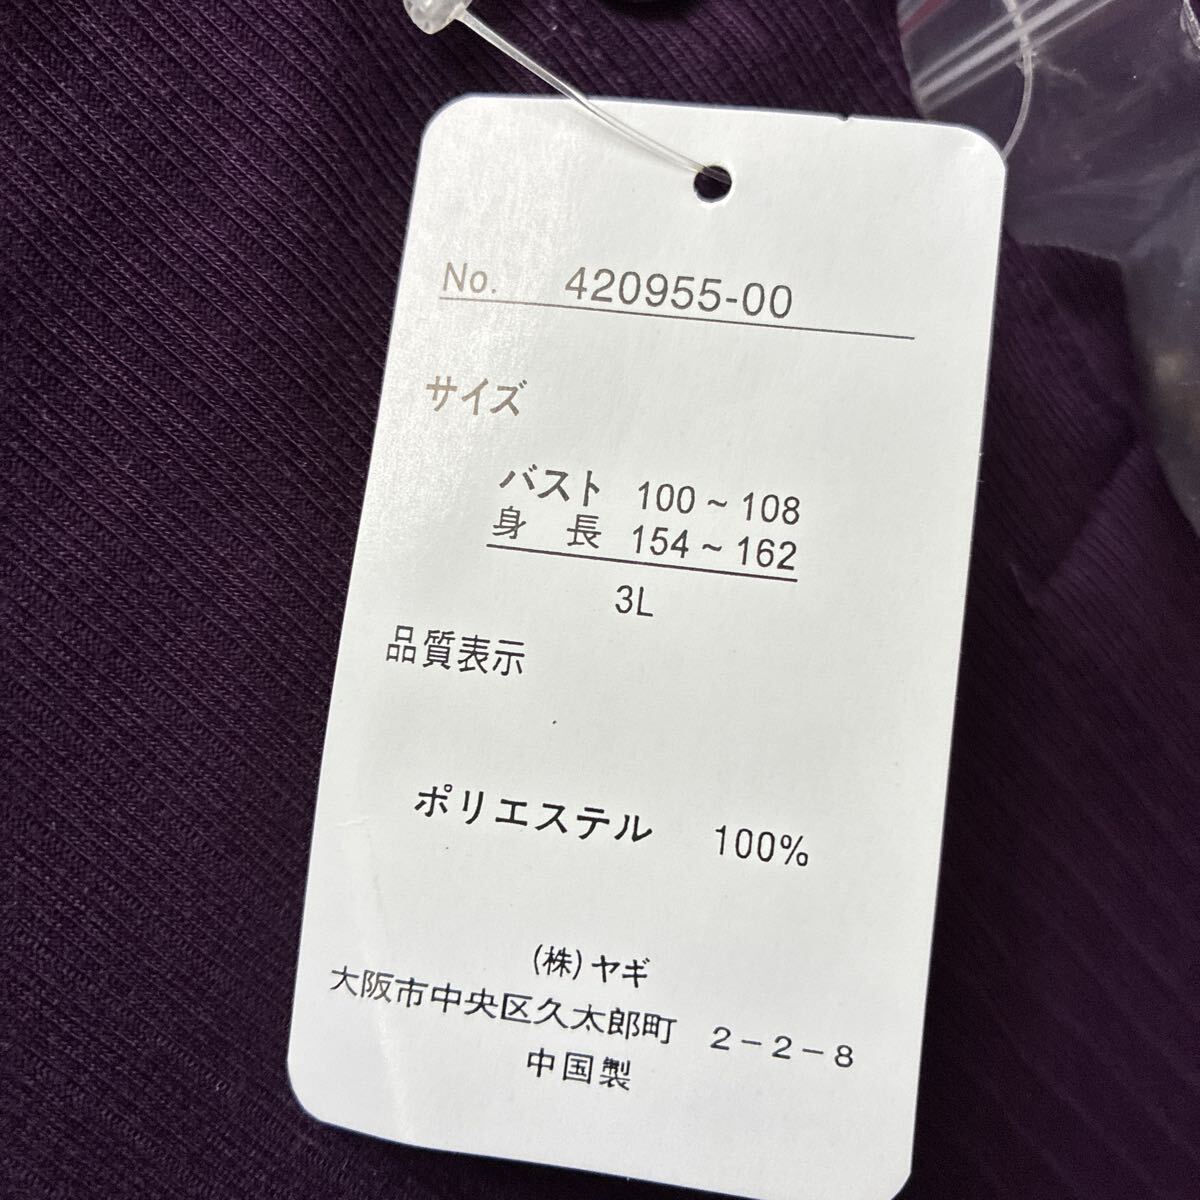 No. 420955-00
サイズ
バスト 100～108
身 長 154～162
3L
品質表示
ポリエステル 100%
(株)ヤギ
大阪市中央区久太郎町 2－2－8
中国製